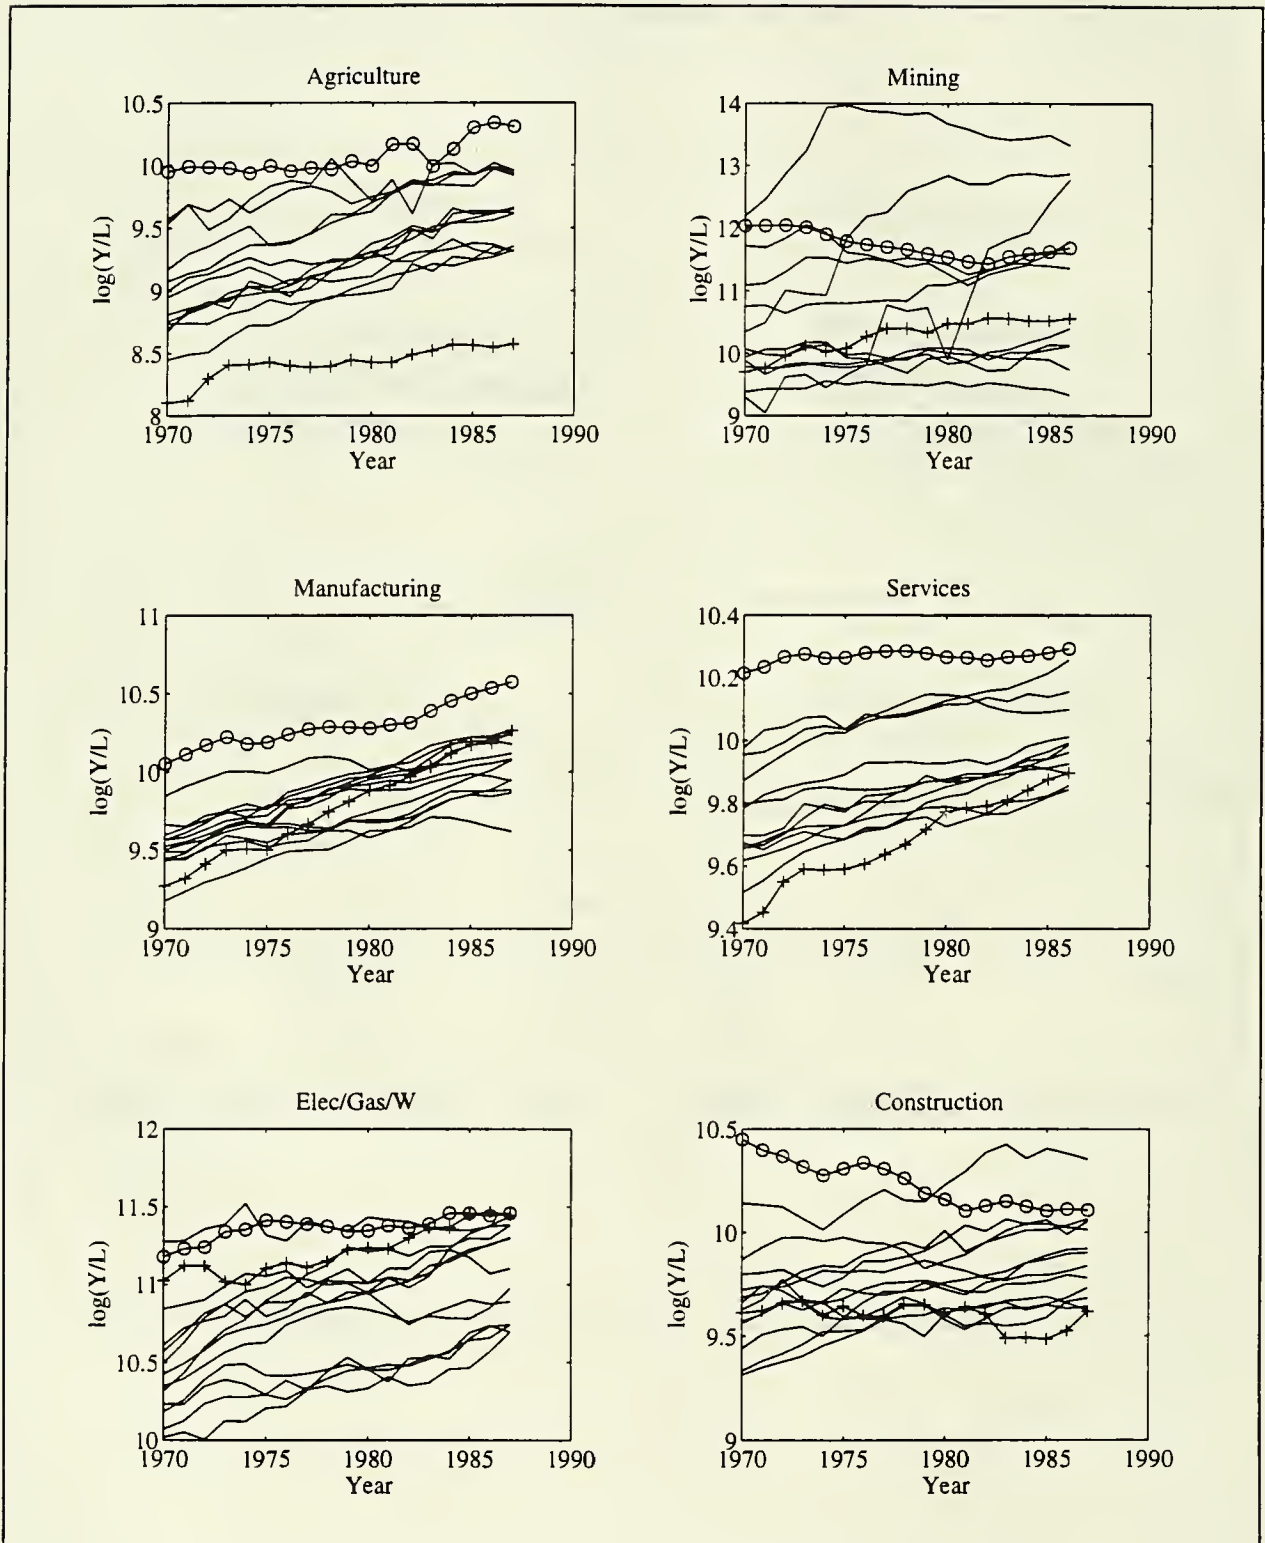 Agriculture
10.5
10
9.5
9
8.5
8
log(Y/L)
1970 1975 1980 1985 1990
Year
Mining
14
13
12
11
10
9
log(Y/L)
1970 1975 1980 1985 1990
Year
Manufacturing
11
10.5
10
9.5
9
log(Y/L)
1970 1975 1980 1985 1990
Year
Services
10.4
10.2
10
9.8
9.6
9.4
log(Y/L)
1970 1975 1980 1985 1990
Year
Elec/Gas/W
12
11.5
11
10.5
10
log(Y/L)
1970 1975 1980 1985 1990
Year
Construction
10.5
10
9.5
9
log(Y/L)
1970 1975 1980 1985 1990
Year